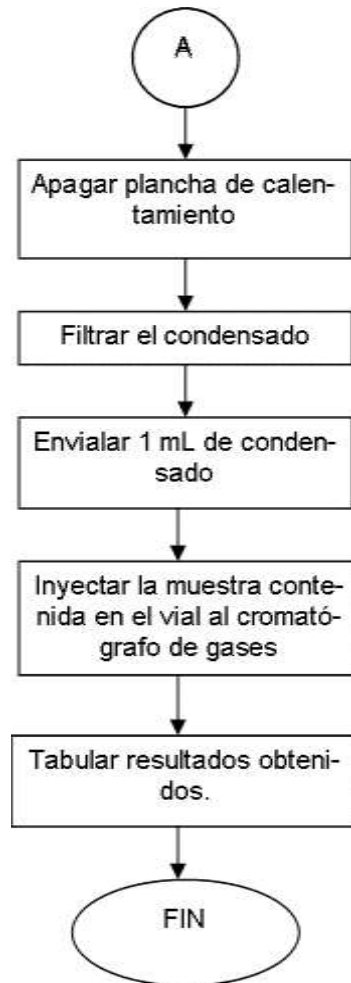 A
Apagar plancha de calen-
tamiento
Filtrar el condensado
Envialar 1 mL de conden-
sado
Inyectar la muestra conte-
nida en el vial al cromató-
grafo de gases
Tabular resultados obteni-
dos.
FIN